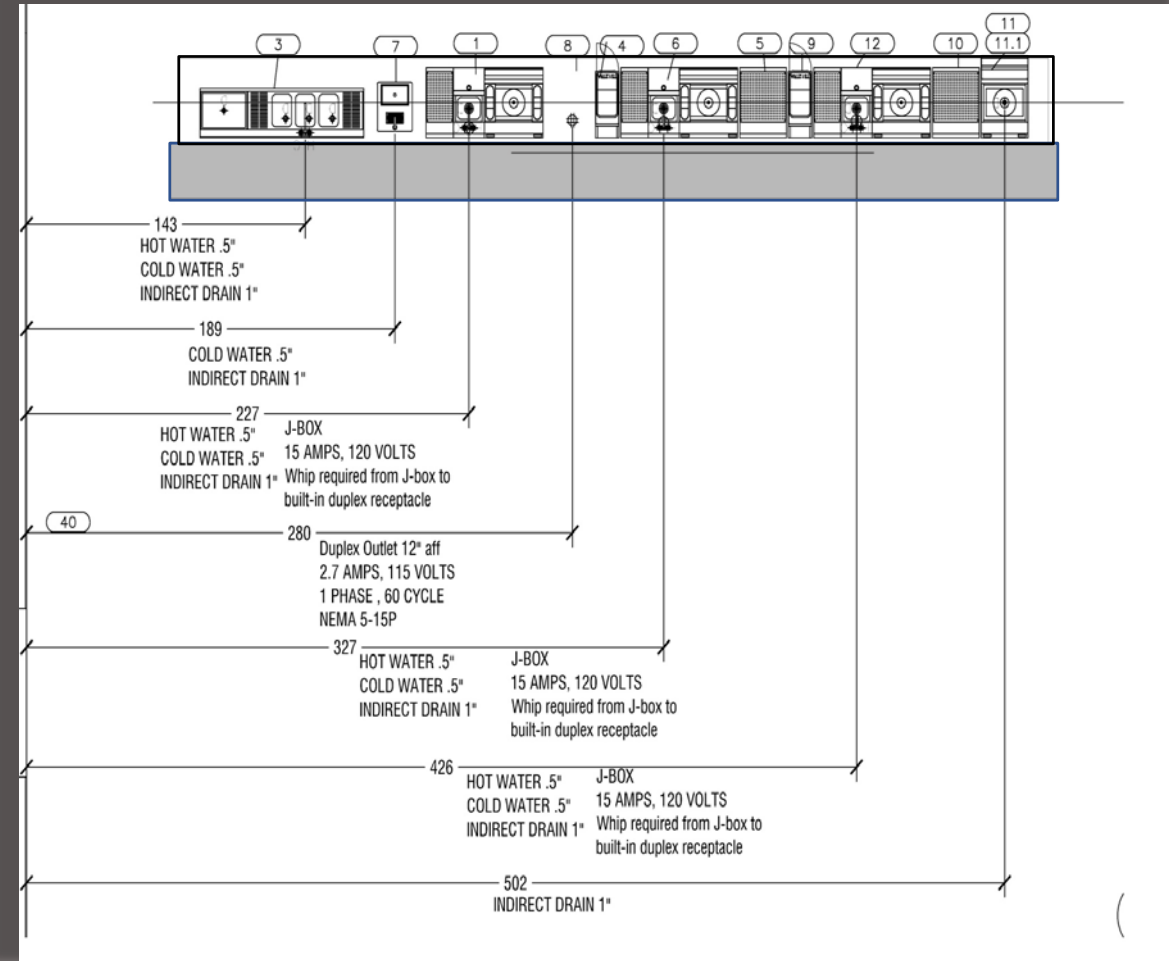 11
3
7
1
8
4
6
5
9
12
10
11.1
143
HOT WATER .5"
COLD WATER .5"
INDIRECT DRAIN 1"
189
COLD WATER .5"
INDIRECT DRAIN 1"
227
HOT WATER .5"
COLD WATER .5"
INDIRECT DRAIN 1"
J-BOX
15 AMPS, 120 VOLTS
Whip required from J-box to
built-in duplex receptacle
40
280
Duplex Outlet 12" aff
2.7 AMPS, 115 VOLTS
1 PHASE , 60 CYCLE
NEMA 5-15P
327
HOT WATER .5"
COLD WATER .5"
INDIRECT DRAIN 1"
J-BOX
15 AMPS, 120 VOLTS
Whip required from J-box to
built-in duplex receptacle
426
HOT WATER .5"
COLD WATER .5"
INDIRECT DRAIN 1"
J-BOX
15 AMPS, 120 VOLTS
Whip required from J-box to
built-in duplex receptacle
502
INDIRECT DRAIN 1"
(